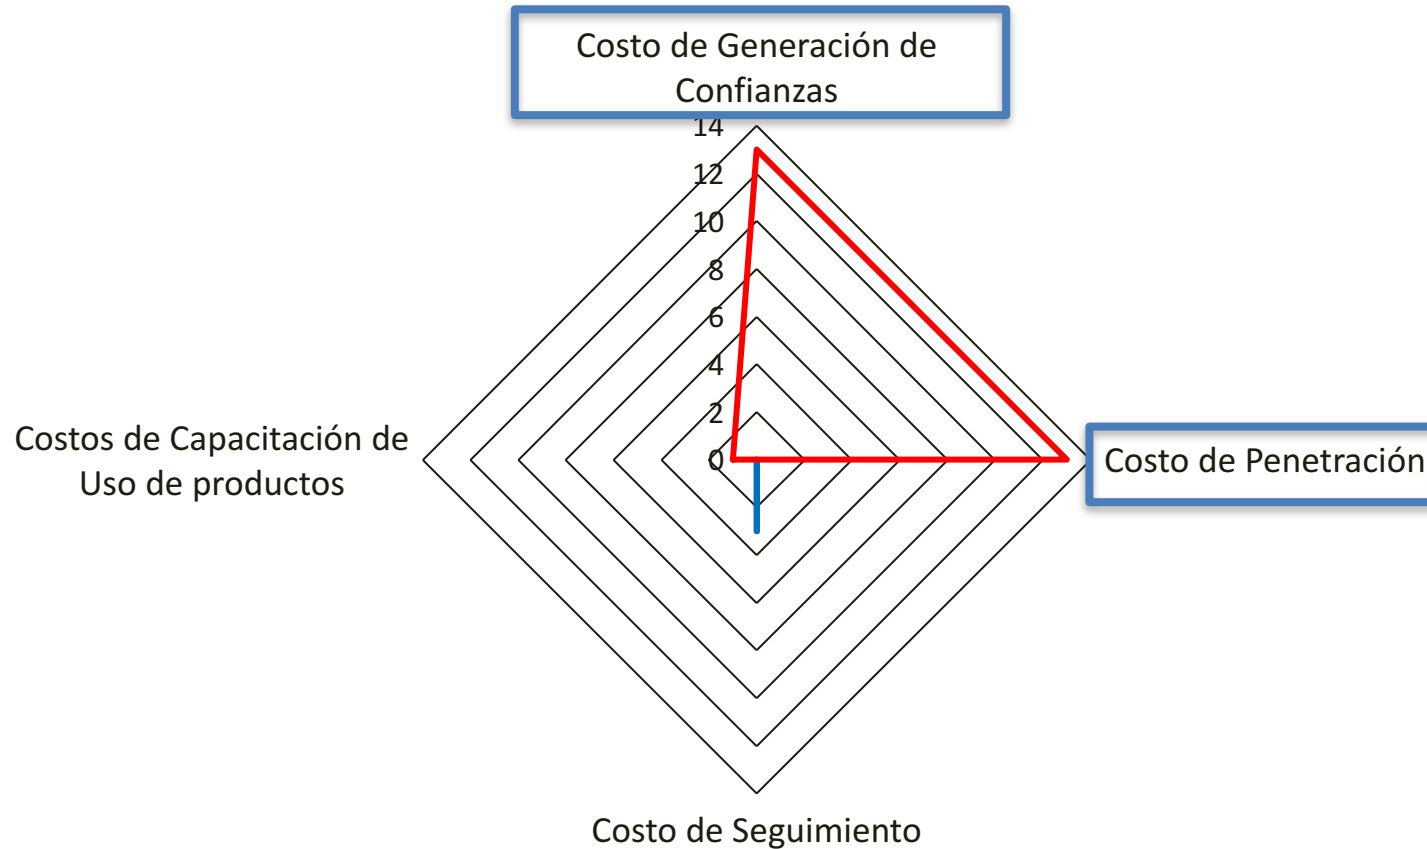 Costo de Generación de
Confianzas
14
12
10
8
6
4
2
0
Costos de Capacitación de
Uso de productos
Costo de Penetración
Costo de Seguimiento